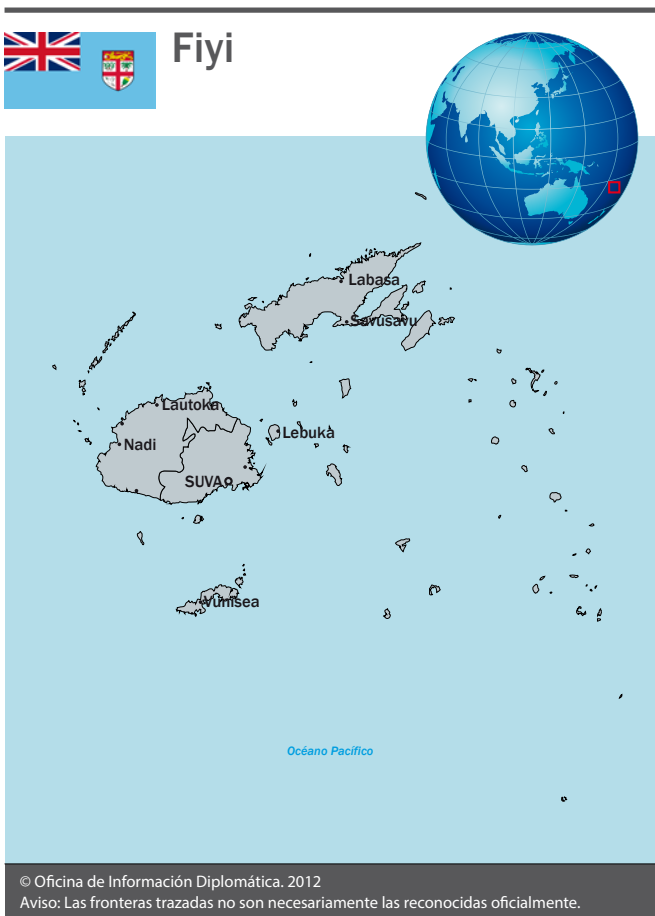 Fiyi
Labasa
Savusavu
Lautoka
Lebuka
Nadi
SUVA
Vunisea
Océano Pacífico
© Oficina de Información Diplomática. 2012
Aviso: Las fronteras trazadas no son necesariamente las reconocidas oficialmente.